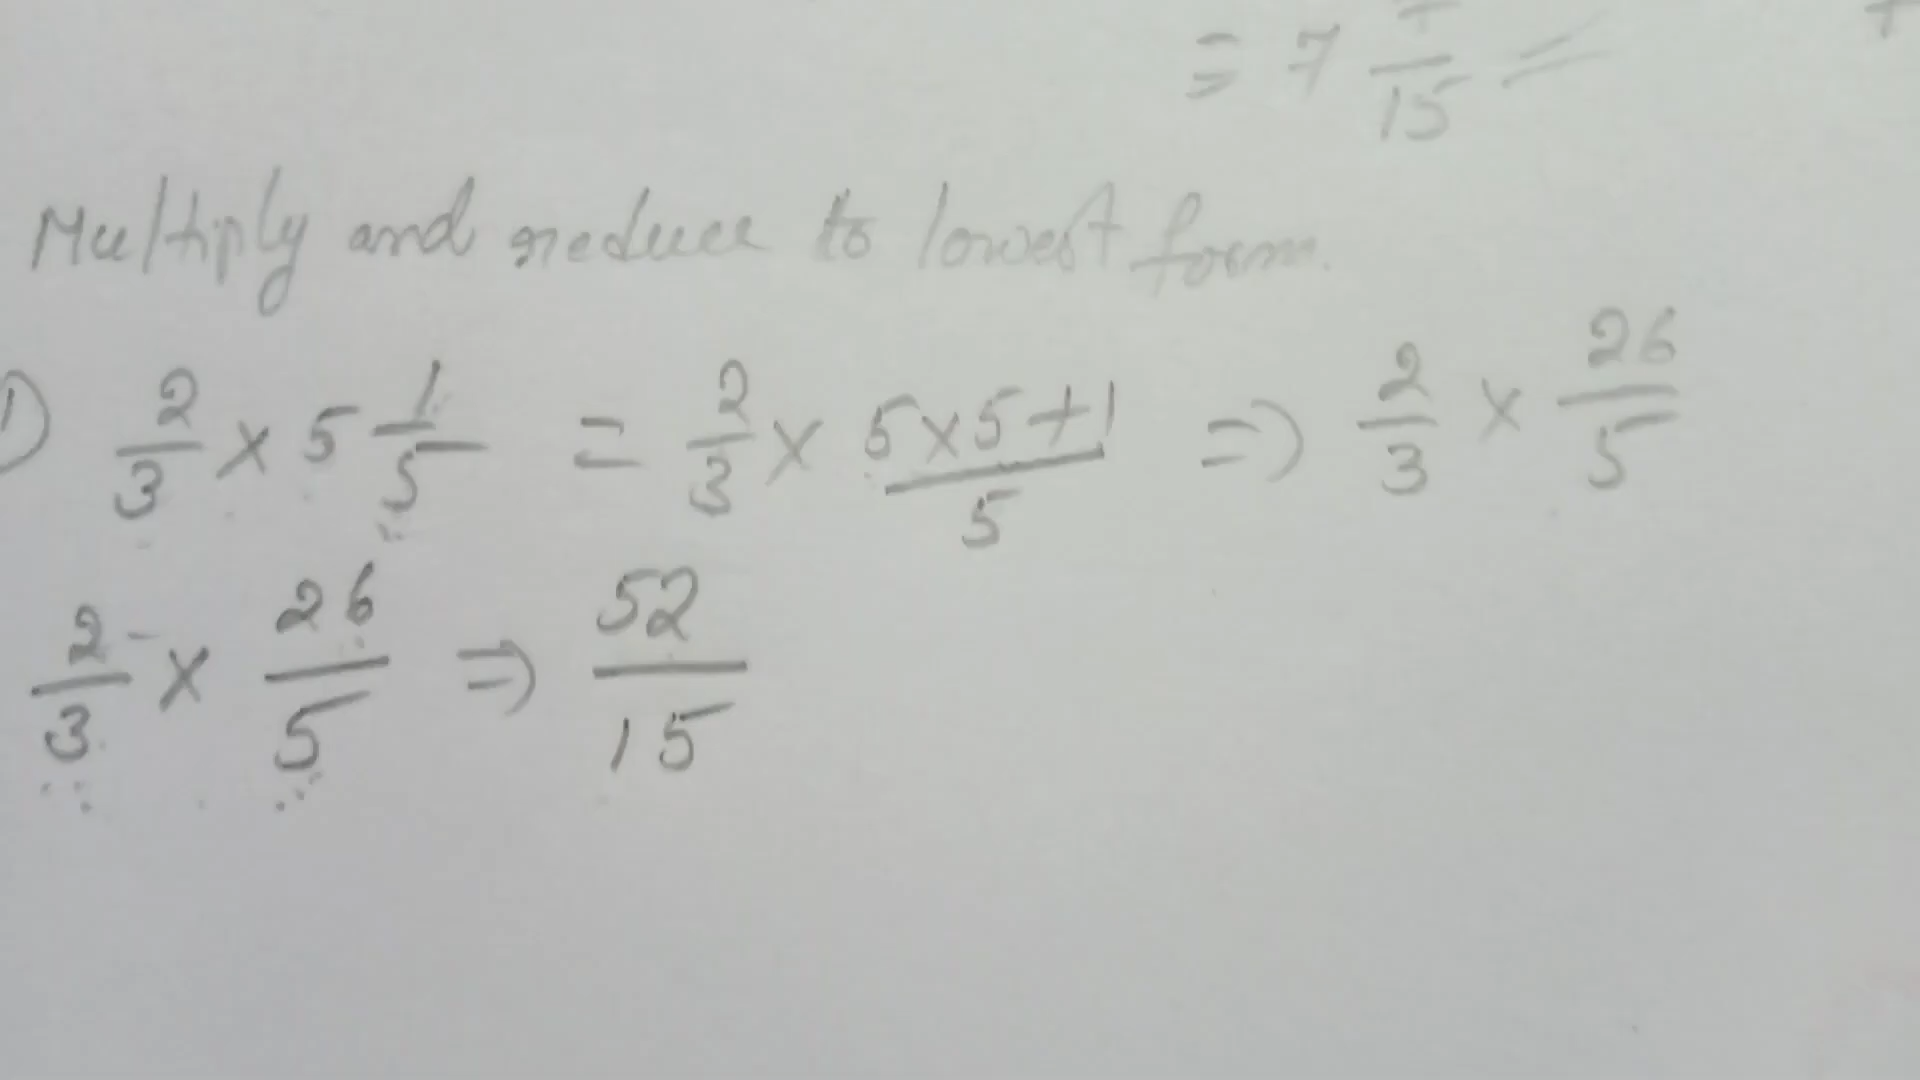 = 7 /15 =
Multiply and reduce to lowest form.
1) 2/3 × 5 1/5 = 2/3 × 5×5+1/5 => 2/3 × 26/5
2/3 × 26/5 => 52/15